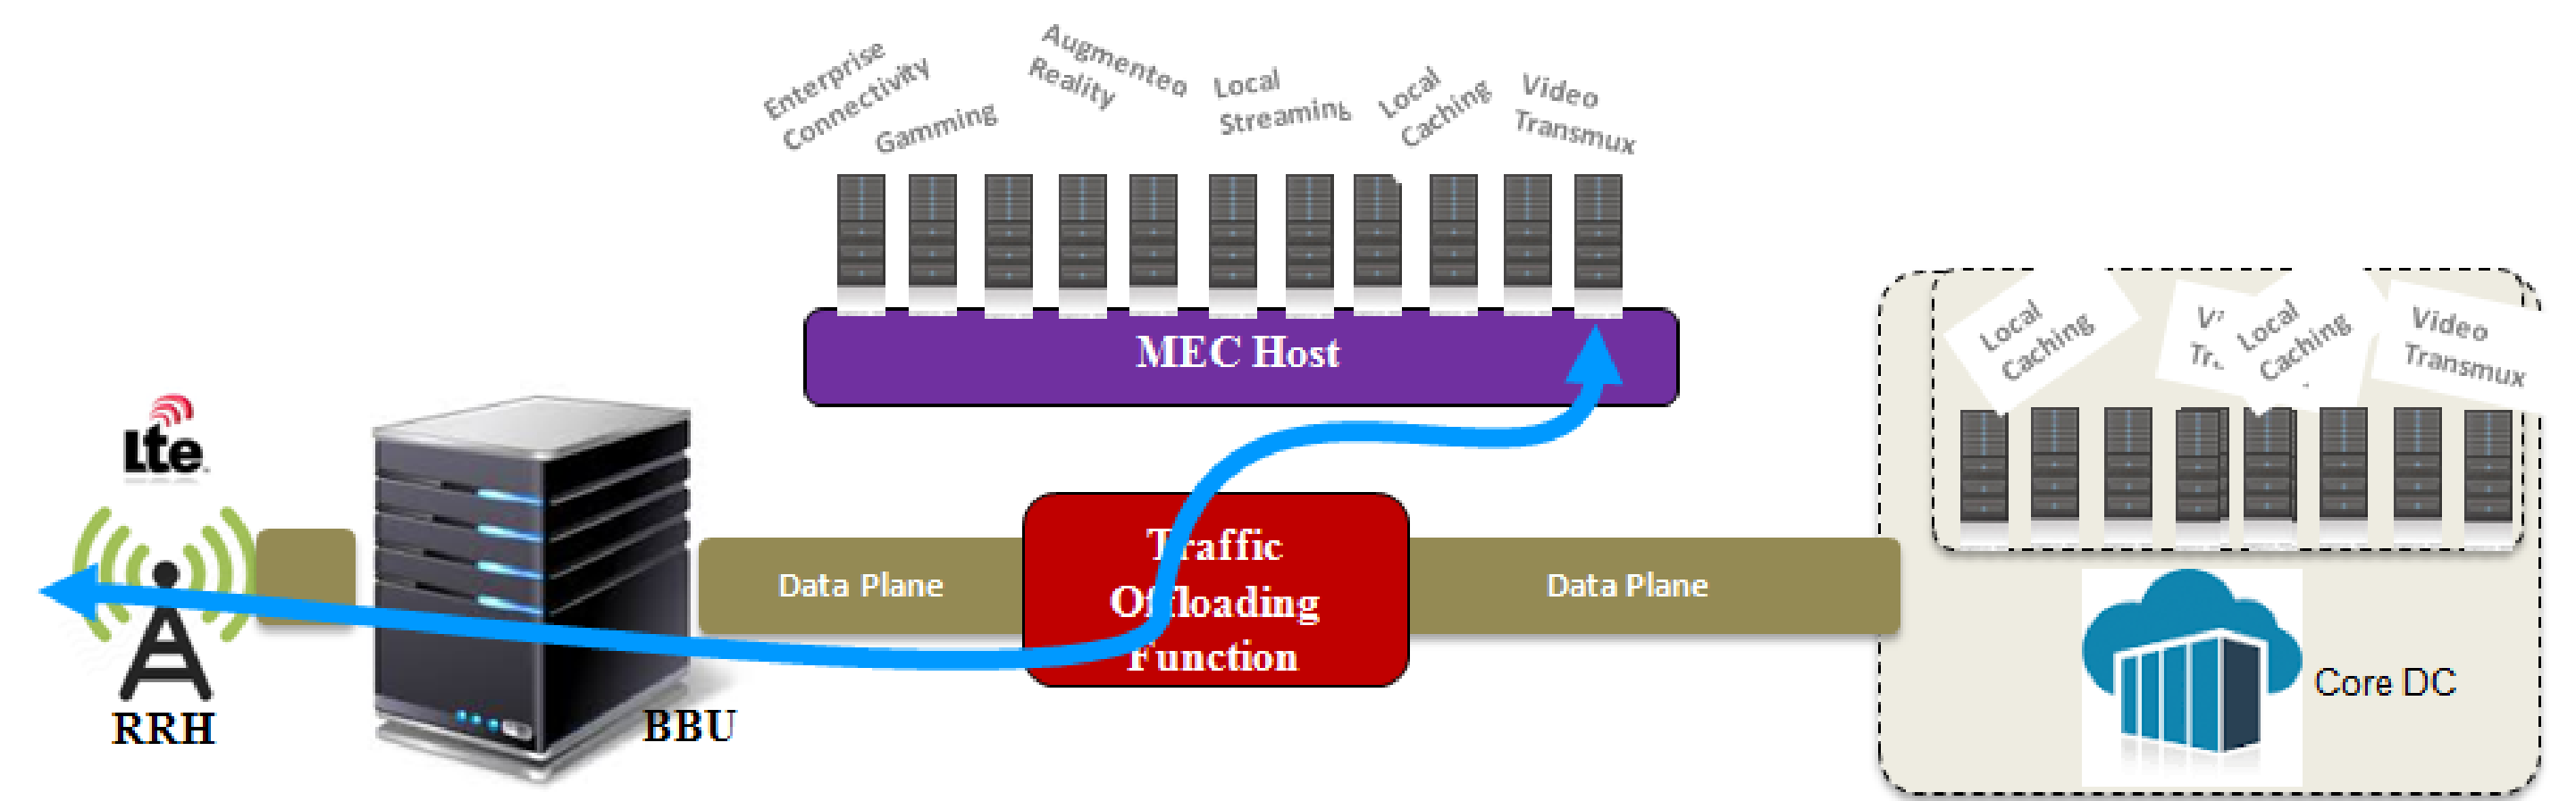 Enterprise
Connectivity
Gamming
Augmenteo
Reality
Local
Streaming
Local
Caching
Video
Transmux
MEC Host
Local
Caching
Local
Caching
Video
Transmux
Lte
Traffic
Offloading
Function
Data Plane
Data Plane
RRH
BBU
Core DC